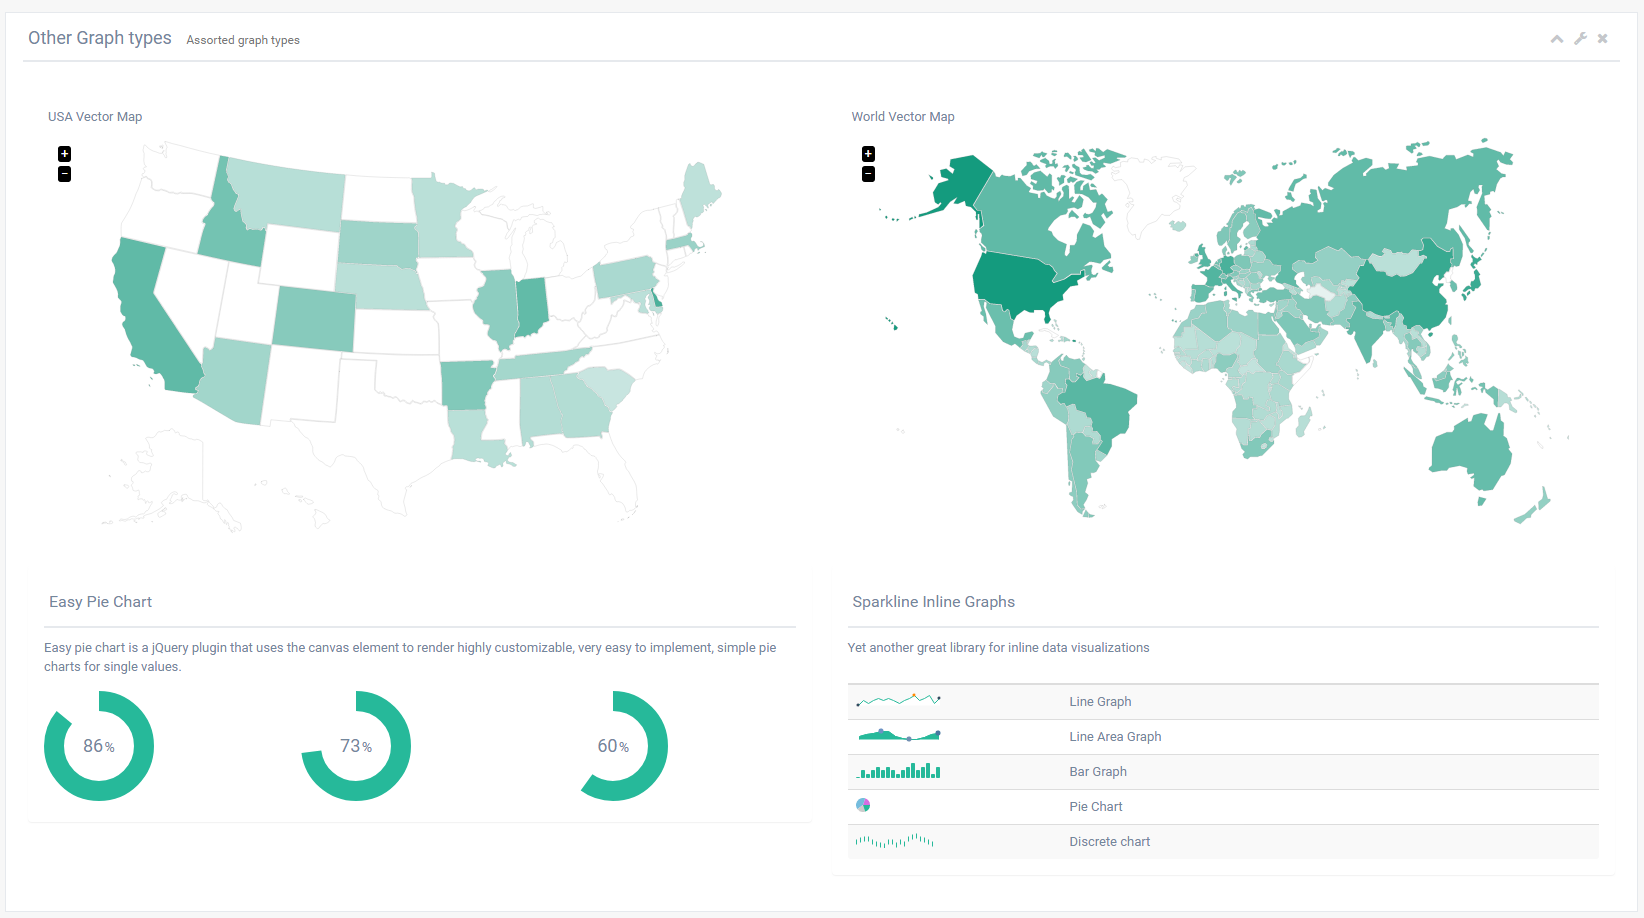 Other Graph types Assorted graph types
USA Vector Map
+
−
World Vector Map
+
−
Easy Pie Chart
Easy pie chart is a jQuery plugin that uses the canvas element to render highly customizable, very easy to implement, simple pie
charts for single values.
86%
73%
60%
Sparkline Inline Graphs
Yet another great library for inline data visualizations
Line Graph
Line Area Graph
Bar Graph
Pie Chart
Discrete chart